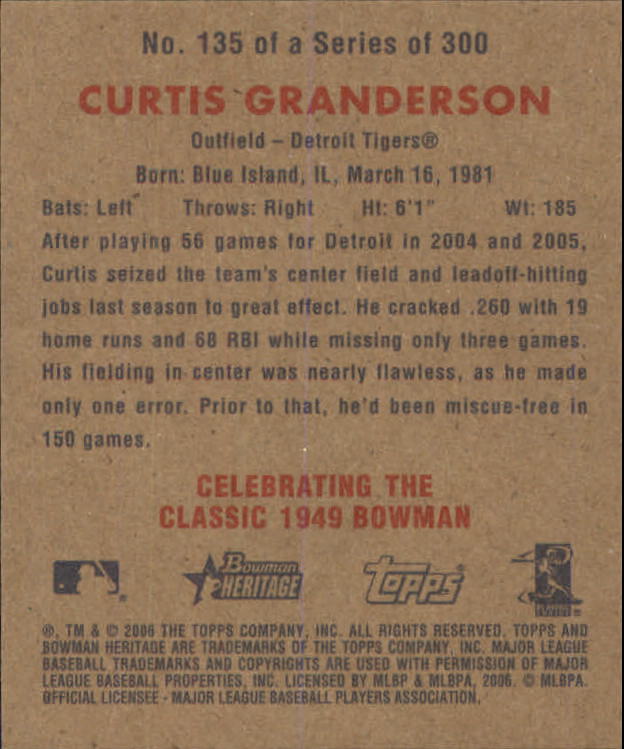 No. 135 of a Series of 300
CURTIS GRANDERSON
Outfield – Detroit Tigers®
Born: Blue Island, IL, March 16, 1981
Bats: Left Throws: Right Ht: 6'1" Wt: 185
After playing 56 games for Detroit in 2004 and 2005,
Curtis seized the team's center field and leadoff-hitting
jobs last season to great effect. He cracked .260 with 19
home runs and 68 RBI while missing only three games.
His fielding in center was nearly flawless, as he made
only one error. Prior to that, he'd been miscue-free in
150 games.
CELEBRATING THE
CLASSIC 1949 BOWMAN
Bowman
HERITAGE
topps®
®, TM & © 2006 THE TOPPS COMPANY, INC. ALL RIGHTS RESERVED. TOPPS AND
BOWMAN HERITAGE ARE TRADEMARKS OF THE TOPPS COMPANY, INC. MAJOR LEAGUE
BASEBALL TRADEMARKS AND COPYRIGHTS ARE USED WITH PERMISSION OF MAJOR
LEAGUE BASEBALL PROPERTIES, INC. LICENSED BY MLBP & MLBPA, 2006. © MLBPA.
OFFICIAL LICENSEE - MAJOR LEAGUE BASEBALL PLAYERS ASSOCIATION.